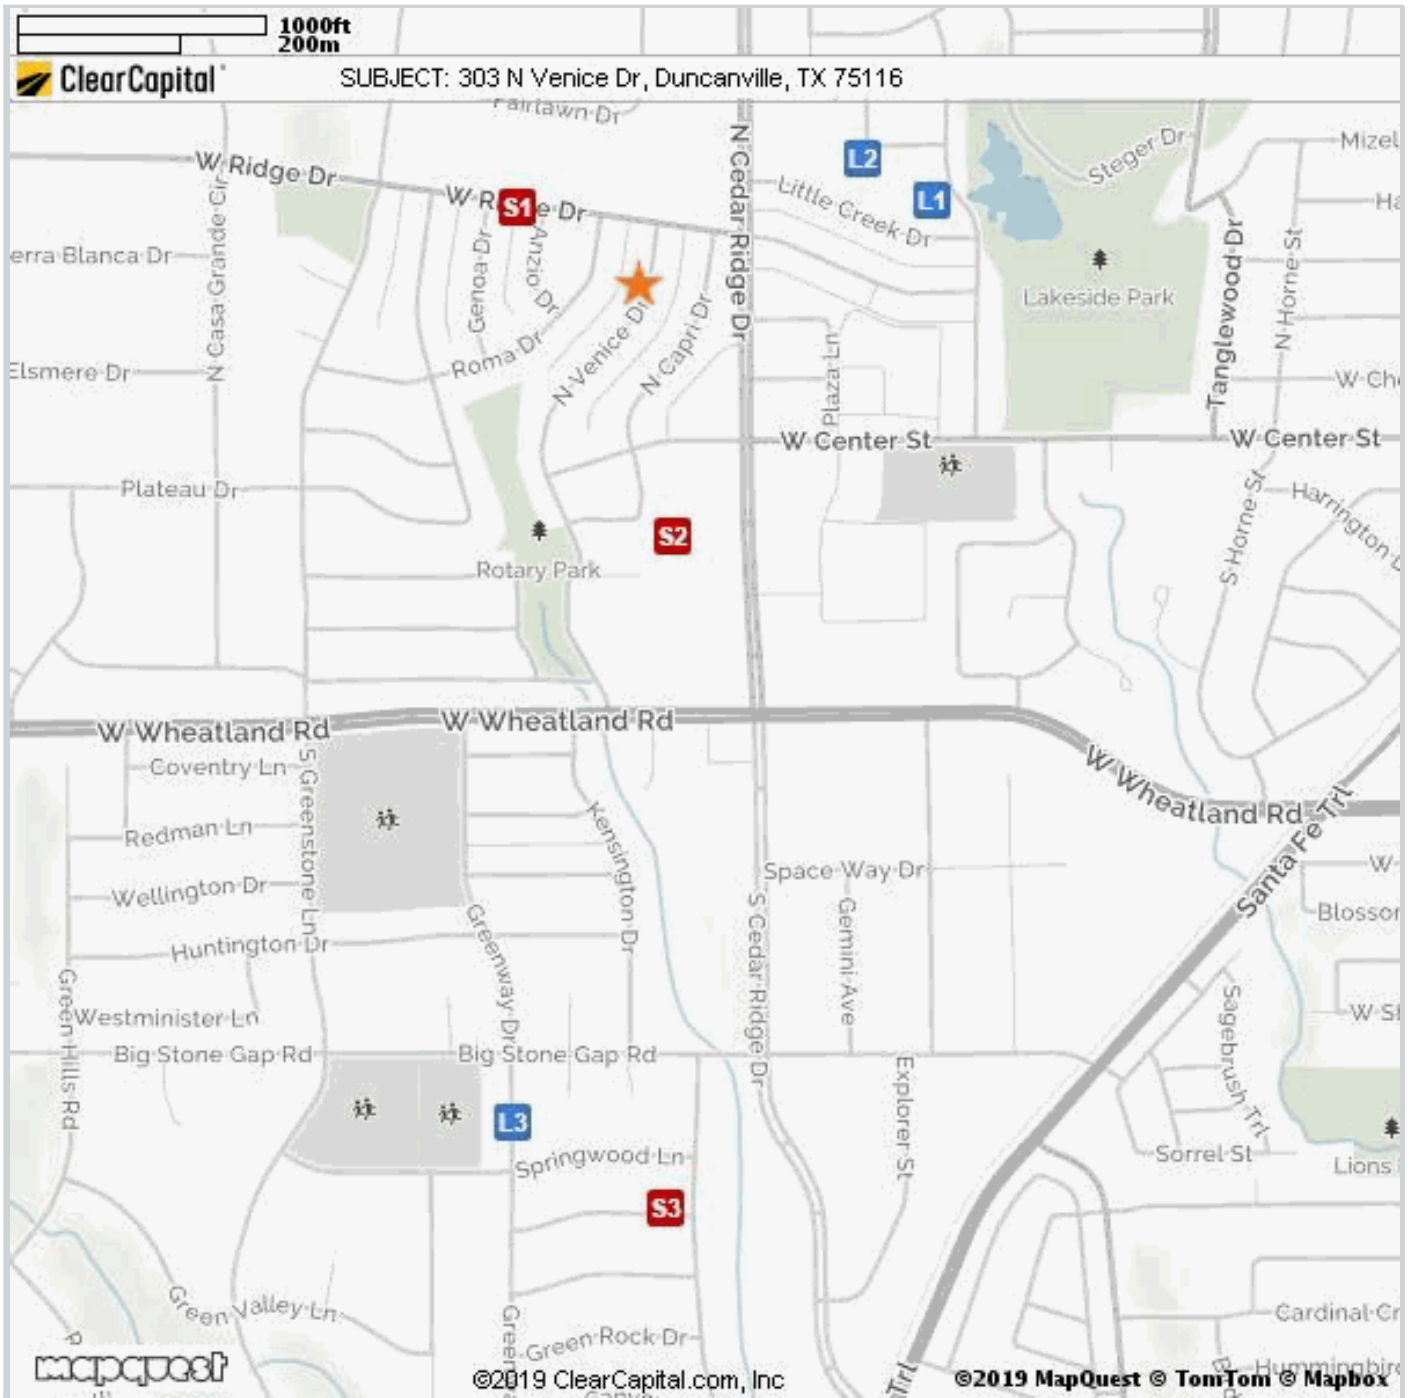 1000ft
200m
ClearCapital
SUBJECT: 303 N Venice Dr, Duncanville, TX 75116
Fairlawn Dr
W Ridge Dr
N Cedar Ridge Dr
L2
Steger Dr
Mizel
S1
L1
Little Creek Dr
Ha
N Casa Grande Cir
erra Blanca Dr
Genoa Dr
Anzio Dr
Lakeside Park
Tanglewood Dr
N Horne St
Elsmere Dr
Roma Dr
N Venice Dr
N Capri Dr
Plaza Ln
W Che
W Center St
W Center St
Plateau Dr
S2
Rotary Park
S Horne St
Harrington
W Wheatland Rd
W Wheatland Rd
Coventry Ln
S Greenstone Ln
W Wheatland Rd
Redman Ln
Kensington Dr
Santa Fe Trl
Space Way Dr
W
Wellington Dr
Blossor
Huntington Dr
Greenway Dr
S Cedar Ridge Dr
Gemini Ave
Green Hills Rd
Westminister Ln
Sagebrush Trl
Big Stone Gap Rd
Big Stone Gap Rd
Explorer St
L3
Springwood Ln
Sorrel St
Lions
S3
Green Valley Ln
Green
Green Rock Dr
Cardinal Cr
Hummingbird
mapquest
©2019 ClearCapital.com, Inc
Trl
©2019 MapQuest © TomTom © Mapbox